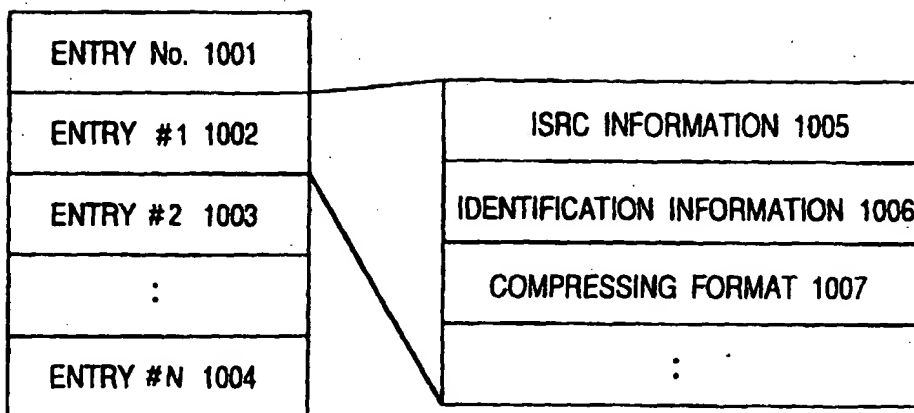 ENTRY No. 1001
ENTRY #1 1002
ENTRY #2 1003
:
ENTRY #N 1004
ISRC INFORMATION 1005
IDENTIFICATION INFORMATION 1006
COMPRESSING FORMAT 1007
: